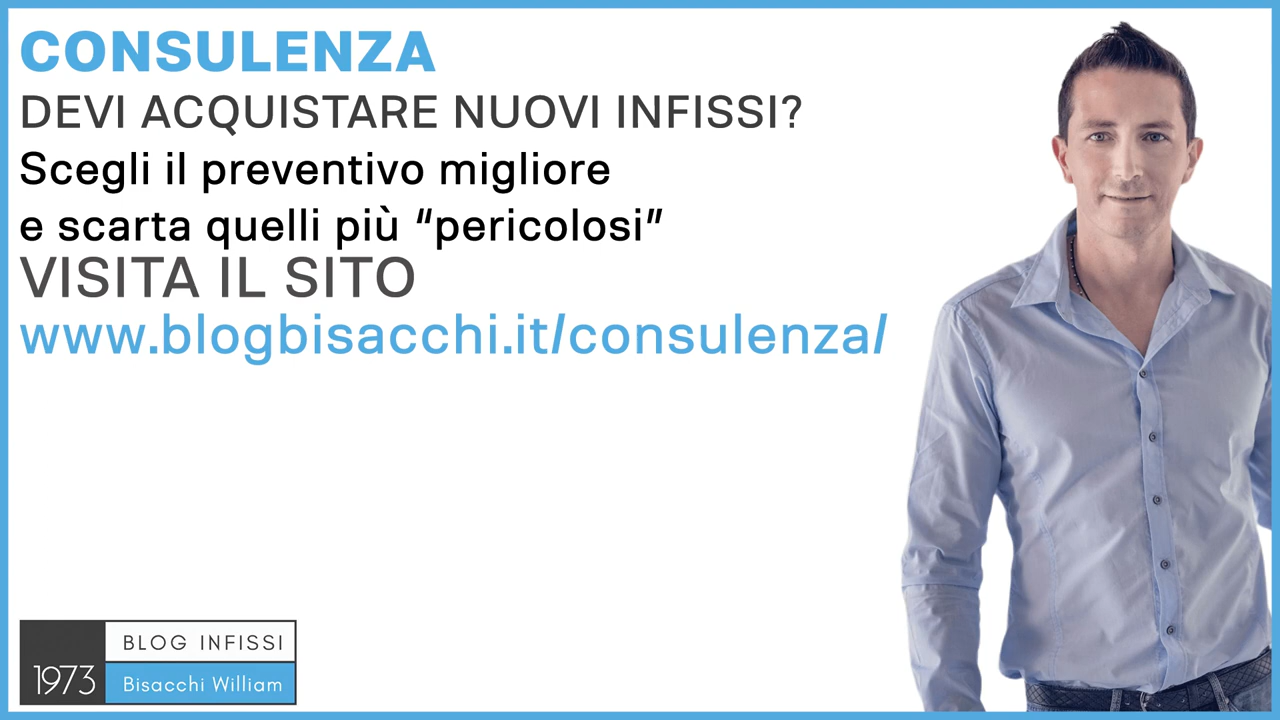 CONSULENZA
DEVI ACQUISTARE NUOVI INFISSI?
Scegli il preventivo migliore
e scarta quelli più “pericolosi”
VISITA IL SITO
www.blogbisacchi.it/consulenza/
1973
BLOG INFISSI
Bisacchi William